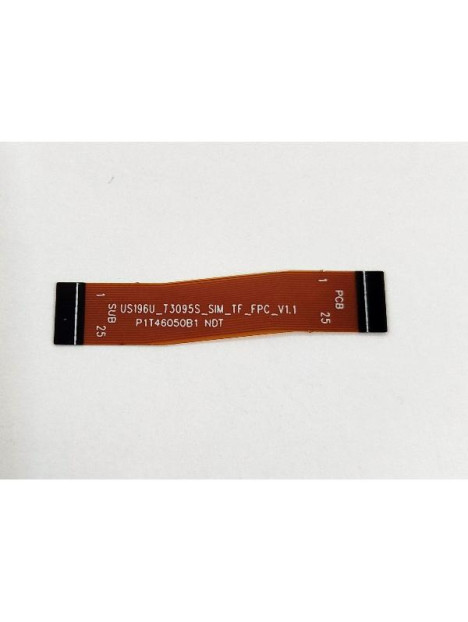 1
SUB
25
US196U_T3095S_SIM_TF_FPC_V1.1
P1T46050B1 NDT
1
PCB
25